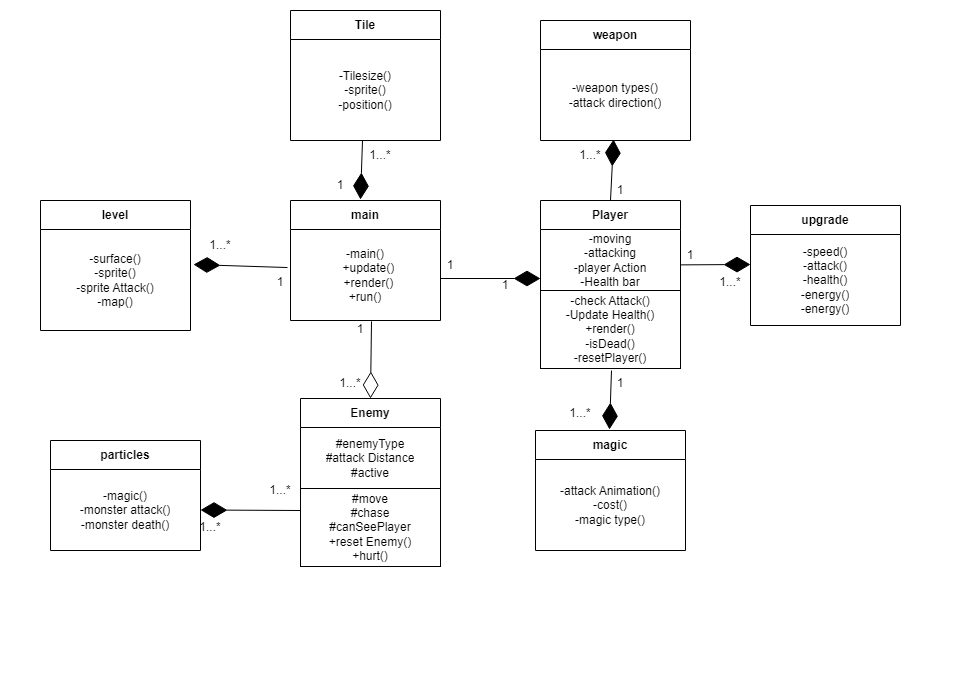 Tile
-Tilesize()
-sprite()
-position()
1...*
1
weapon
-weapon types()
-attack direction()
1...*
1
level
-surface()
-sprite()
-sprite Attack()
-map()
1...*
1
main
-main()
+update()
+render()
+run()
1
1
1
Player
-moving
-attacking
-player Action
-Health bar
-check Attack()
-Update Health()
+render()
-isDead()
-resetPlayer()
1
1...*
upgrade
-speed()
-attack()
-health()
-energy()
-energy()
1...*
Enemy
#enemyType
#attack Distance
#active
#move
#chase
#canSeePlayer
+reset Enemy()
+hurt()
particles
-magic()
-monster attack()
-monster death()
1...*
1...*
1
1...*
magic
-attack Animation()
-cost()
-magic type()